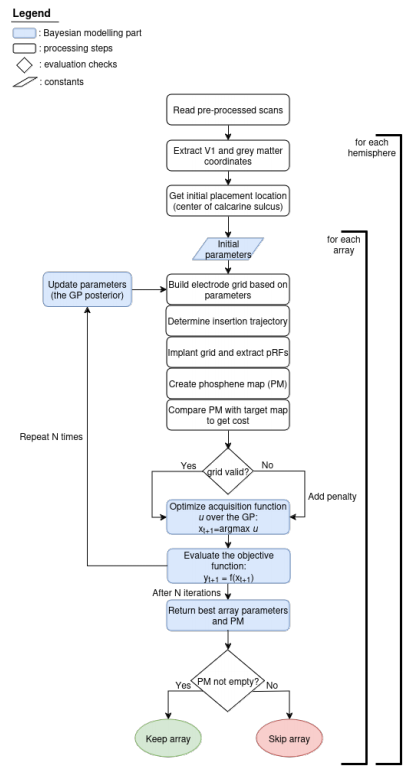 Legend
: Bayesian modelling part
: processing steps
: evaluation checks
: constants
Read pre-processed scans
for each
hemisphere
Extract V1 and grey matter
coordinates
Get initial placement location
(center of calcarine sulcus)
for each
array
Initial
parameters
Update parameters
(the GP posterior)
Build electrode grid based on
parameters
Determine insertion trajectory
Implant grid and extract pRFs
Create phosphene map (PM)
Compare PM with target map
to get cost
Repeat N times
Yes
grid valid?
No
Add penalty
Optimize acquisition function
u over the GP:
xt+1=argmax u
Evaluate the objective
function:
yt+1 = f(xt+1)
After N iterations
Return best array parameters
and PM
PM not empty?
Yes
No
Keep array
Skip array